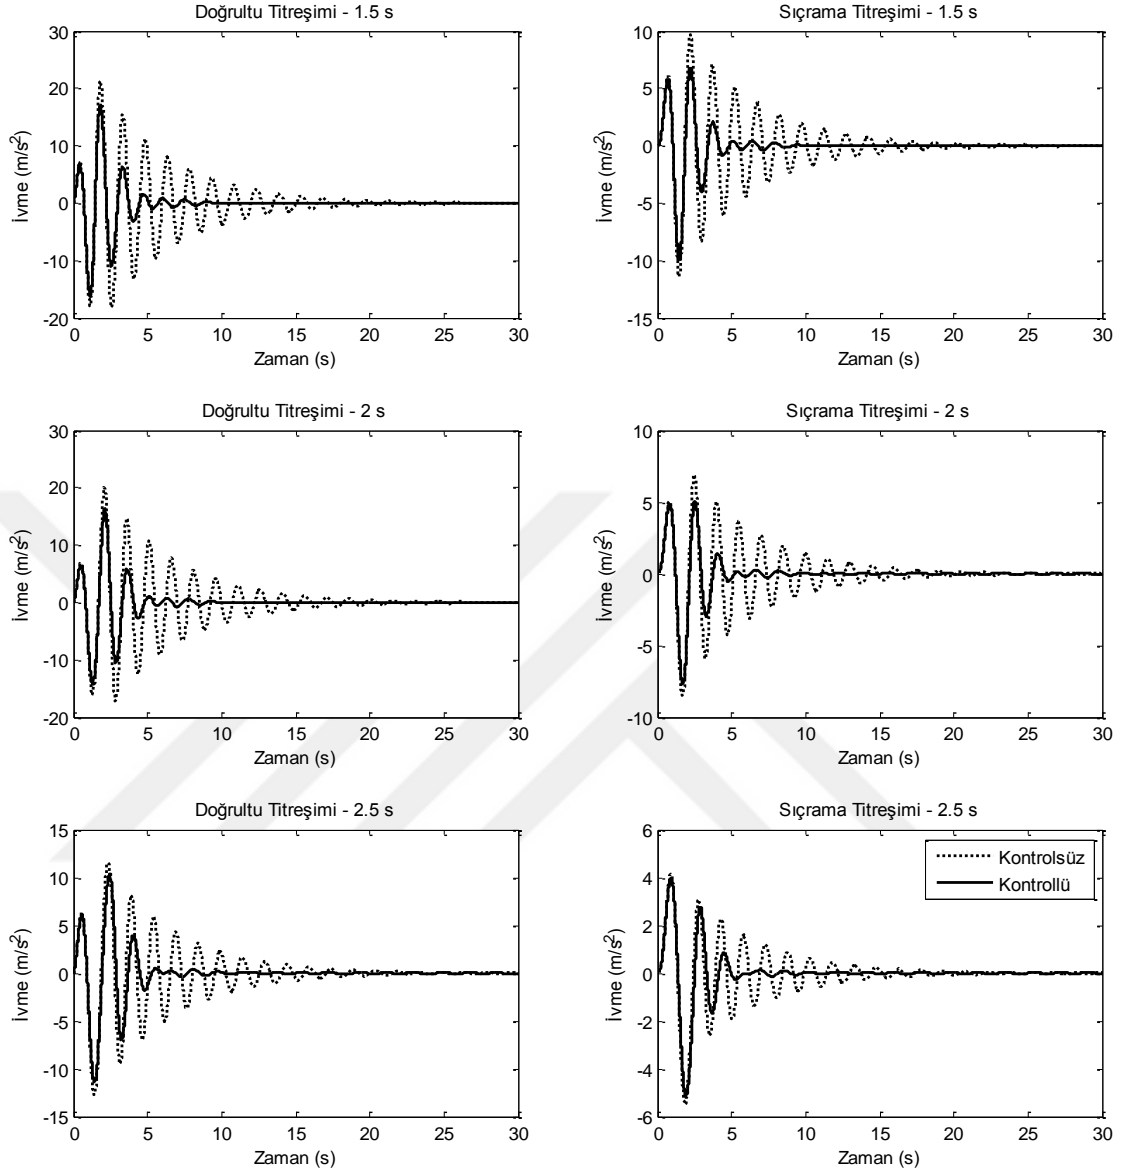 Doğrultu Titreşimi - 1.5 s
İvme (m/s²)
30
20
10
0
-10
-20
0 5 10 15 20 25 30
Zaman (s)
Sıçrama Titreşimi - 1.5 s
İvme (m/s²)
10
5
0
-5
-10
-15
0 5 10 15 20 25 30
Zaman (s)
Doğrultu Titreşimi - 2 s
İvme (m/s²)
30
20
10
0
-10
-20
0 5 10 15 20 25 30
Zaman (s)
Sıçrama Titreşimi - 2 s
İvme (m/s²)
10
5
0
-5
-10
0 5 10 15 20 25 30
Zaman (s)
Doğrultu Titreşimi - 2.5 s
İvme (m/s²)
15
10
5
0
-5
-10
-15
0 5 10 15 20 25 30
Zaman (s)
Sıçrama Titreşimi - 2.5 s
İvme (m/s²)
6
4
2
0
-2
-4
-6
0 5 10 15 20 25 30
Zaman (s)
Kontrolsüz
Kontrollü